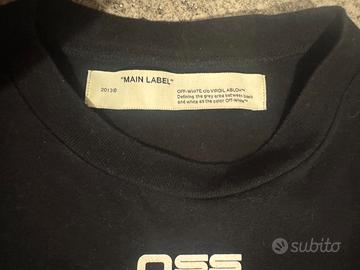 "MAIN LABEL"
2013®
OFF-WHITE c/o VIRGIL ABLOH™
Defining the grey area between black
and white as the color OFF-White™
subito